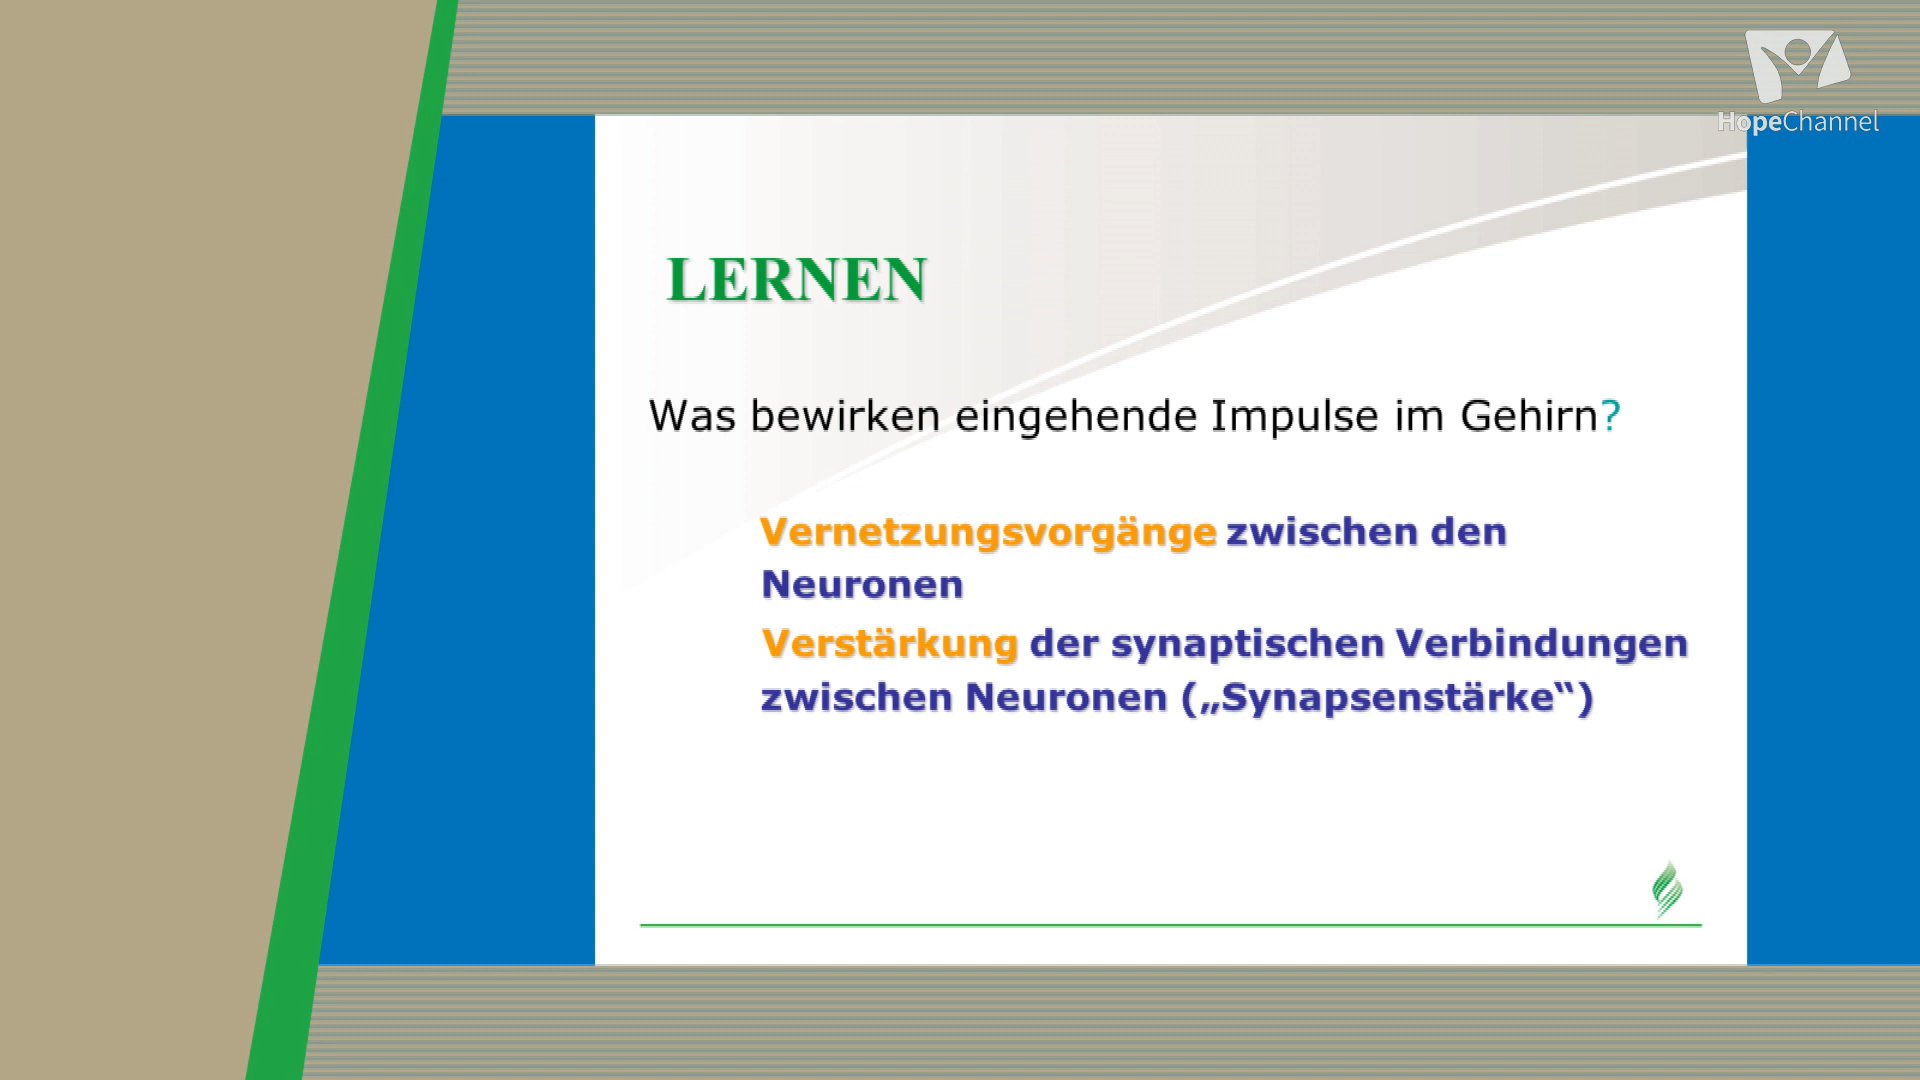 HopeChannel
LERNEN
Was bewirken eingehende Impulse im Gehirn?
Vernetzungsvorgänge zwischen den
Neuronen
Verstärkung der synaptischen Verbindungen
zwischen Neuronen („Synapsenstärke“)